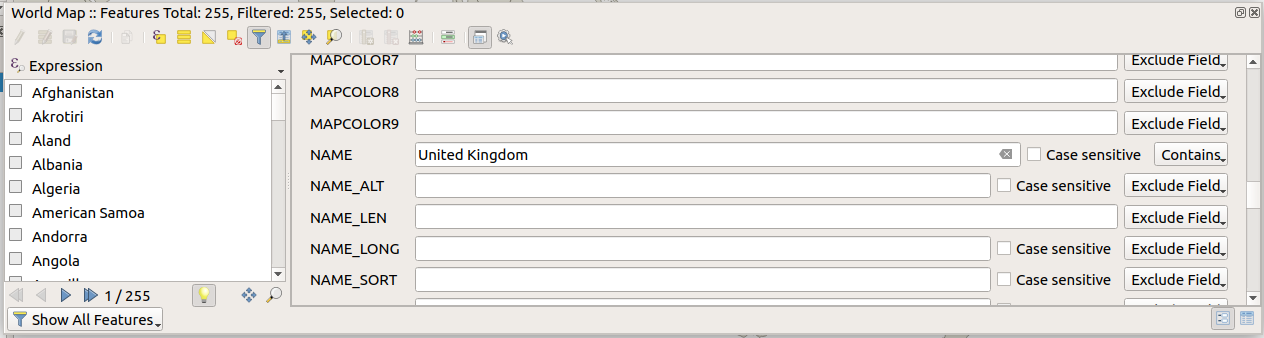 World Map :: Features Total: 255, Filtered: 255, Selected: 0
Expression
Afghanistan
Akrotiri
Aland
Albania
Algeria
American Samoa
Andorra
Angola
1 / 255
Show All Features
MAPCOLOR7 Exclude Field
MAPCOLOR8 Exclude Field
MAPCOLOR9 Exclude Field
NAME United Kingdom Case sensitive Contains
NAME_ALT Case sensitive Exclude Field
NAME_LEN Exclude Field
NAME_LONG Case sensitive Exclude Field
NAME_SORT Case sensitive Exclude Field